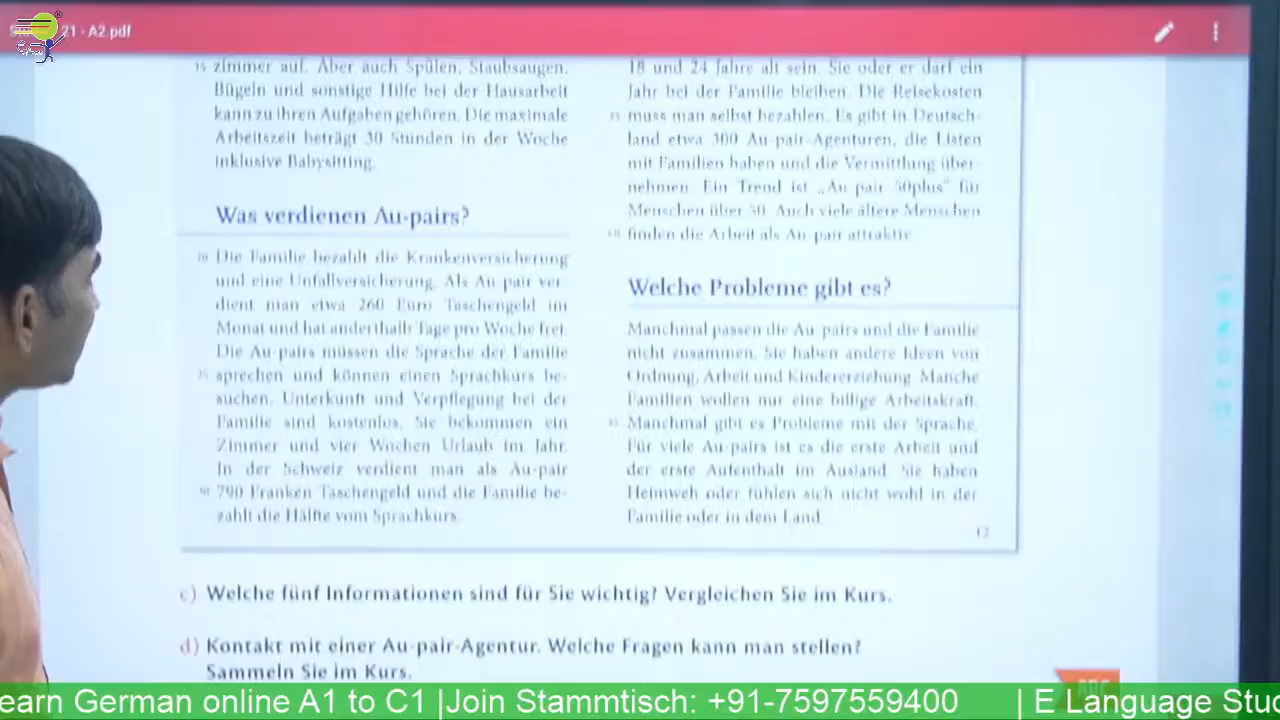 21 - A2.pdf
15 zimmer auf. Aber auch Spülen, Staubsaugen,
Bügeln und sonstige Hilfe bei der Hausarbeit
kann zu ihren Aufgaben gehören. Die maximale
Arbeitszeit beträgt 30 Stunden in der Woche
inklusive Babysitting.
Was verdienen Au-pairs?
20 Die Familie bezahlt die Krankenversicherung
und eine Unfallversicherung. Als Au-pair ver-
dient man etwa 260 Euro Taschengeld im
Monat und hat anderthalb Tage pro Woche frei.
Die Au-pairs müssen die Sprache der Familie
25 sprechen und können einen Sprachkurs be-
suchen. Unterkunft und Verpflegung bei der
Familie sind kostenlos. Sie bekommen ein
Zimmer und vier Wochen Urlaub im Jahr.
In der Schweiz verdient man als Au-pair
30 790 Franken Taschengeld und die Familie be-
zahlt die Hälfte vom Sprachkurs.
18 und 24 Jahre alt sein. Sie oder er darf ein
Jahr bei der Familie bleiben. Die Reisekosten
35 muss man selbst bezahlen. Es gibt in Deutsch-
land etwa 300 Au-pair-Agenturen, die Listen
mit Familien haben und die Vermittlung über-
nehmen. Ein Trend ist „Au-pair 50plus“ für
Menschen über 50. Auch viele ältere Menschen
40 finden die Arbeit als Au-pair attraktiv.
Welche Probleme gibt es?
Manchmal passen die Au-pairs und die Familie
nicht zusammen. Sie haben andere Ideen von
Ordnung, Arbeit und Kindererziehung. Manche
Familien wollen nur eine billige Arbeitskraft.
45 Manchmal gibt es Probleme mit der Sprache.
Für viele Au-pairs ist es die erste Arbeit und
der erste Aufenthalt im Ausland. Sie haben
Heimweh oder fühlen sich nicht wohl in der
Familie oder in dem Land.
12
c) Welche fünf Informationen sind für Sie wichtig? Vergleichen Sie im Kurs.
d) Kontakt mit einer Au-pair-Agentur. Welche Fragen kann man stellen?
Sammeln Sie im Kurs.
earn German online A1 to C1 |Join Stammtisch: +91-7597559400 | E Language Stud